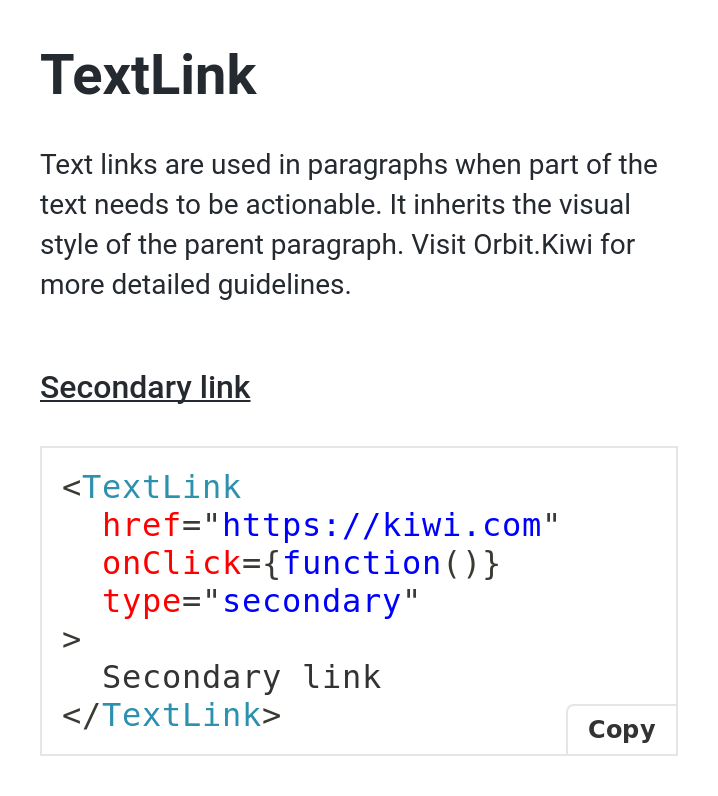 TextLink
Text links are used in paragraphs when part of the
text needs to be actionable. It inherits the visual
style of the parent paragraph. Visit Orbit.Kiwi for
more detailed guidelines.
Secondary link
<TextLink
  href="https://kiwi.com"
  onClick={function()}
  type="secondary"
>
  Secondary link
</TextLink>
Copy